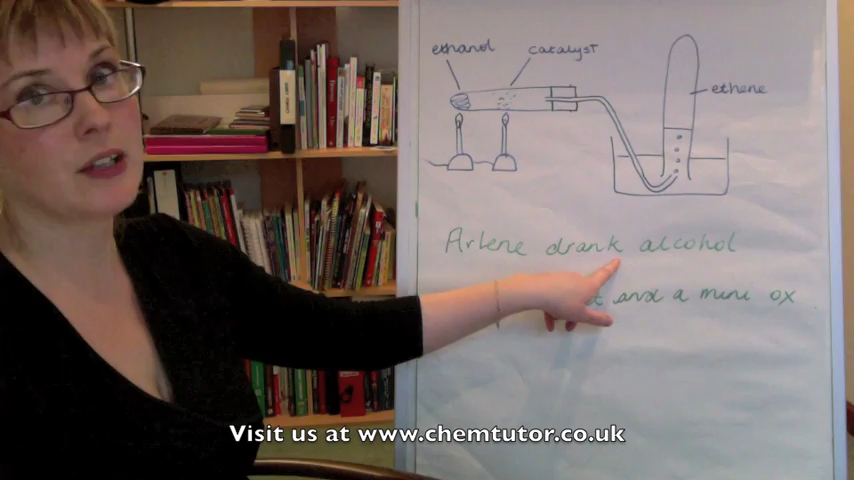 ethanol
catalyst
ethene
Arlene drank alcohol
and a mini ox
Visit us at www.chemtutor.co.uk